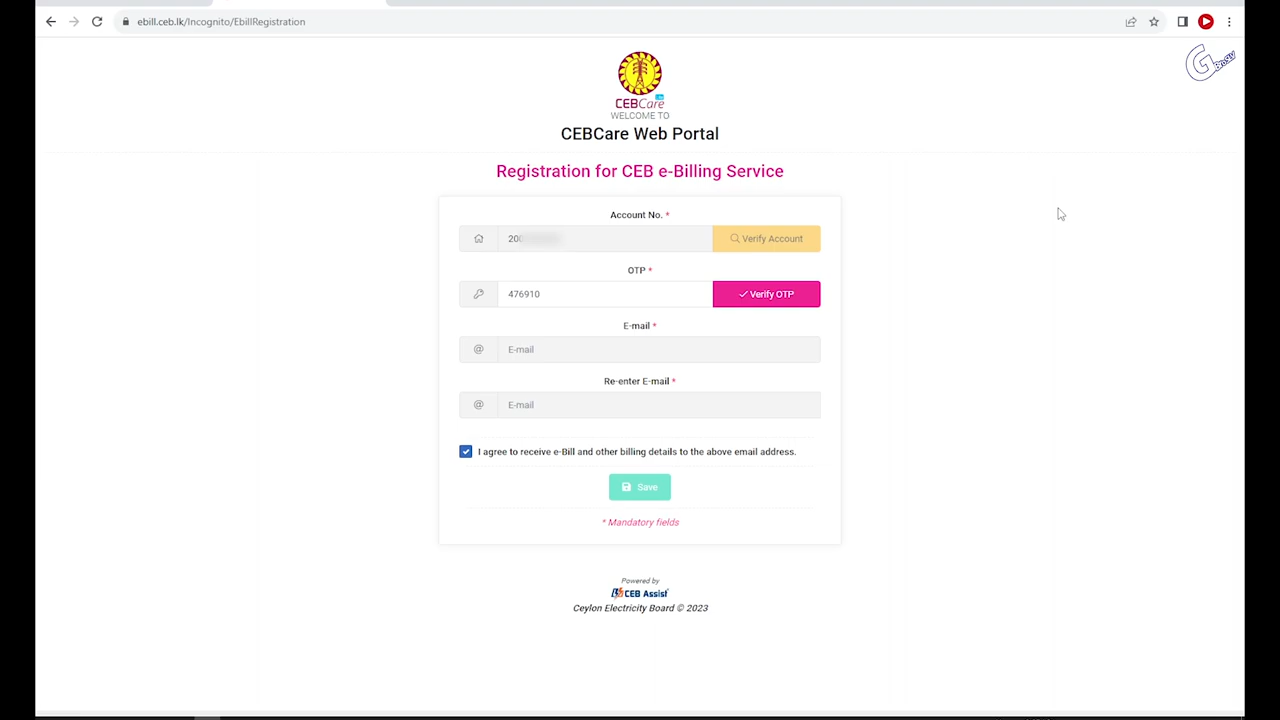 ebill.ceb.lk/Incognito/EbillRegistration
CEBCare
WELCOME TO
CEBCare Web Portal
Registration for CEB e-Billing Service
Account No. *
200
Verify Account
OTP *
476910
Verify OTP
E-mail *
@ E-mail
Re-enter E-mail *
@ E-mail
I agree to receive e-Bill and other billing details to the above email address.
Save
* Mandatory fields
Powered by
CEB Assist
Ceylon Electricity Board © 2023